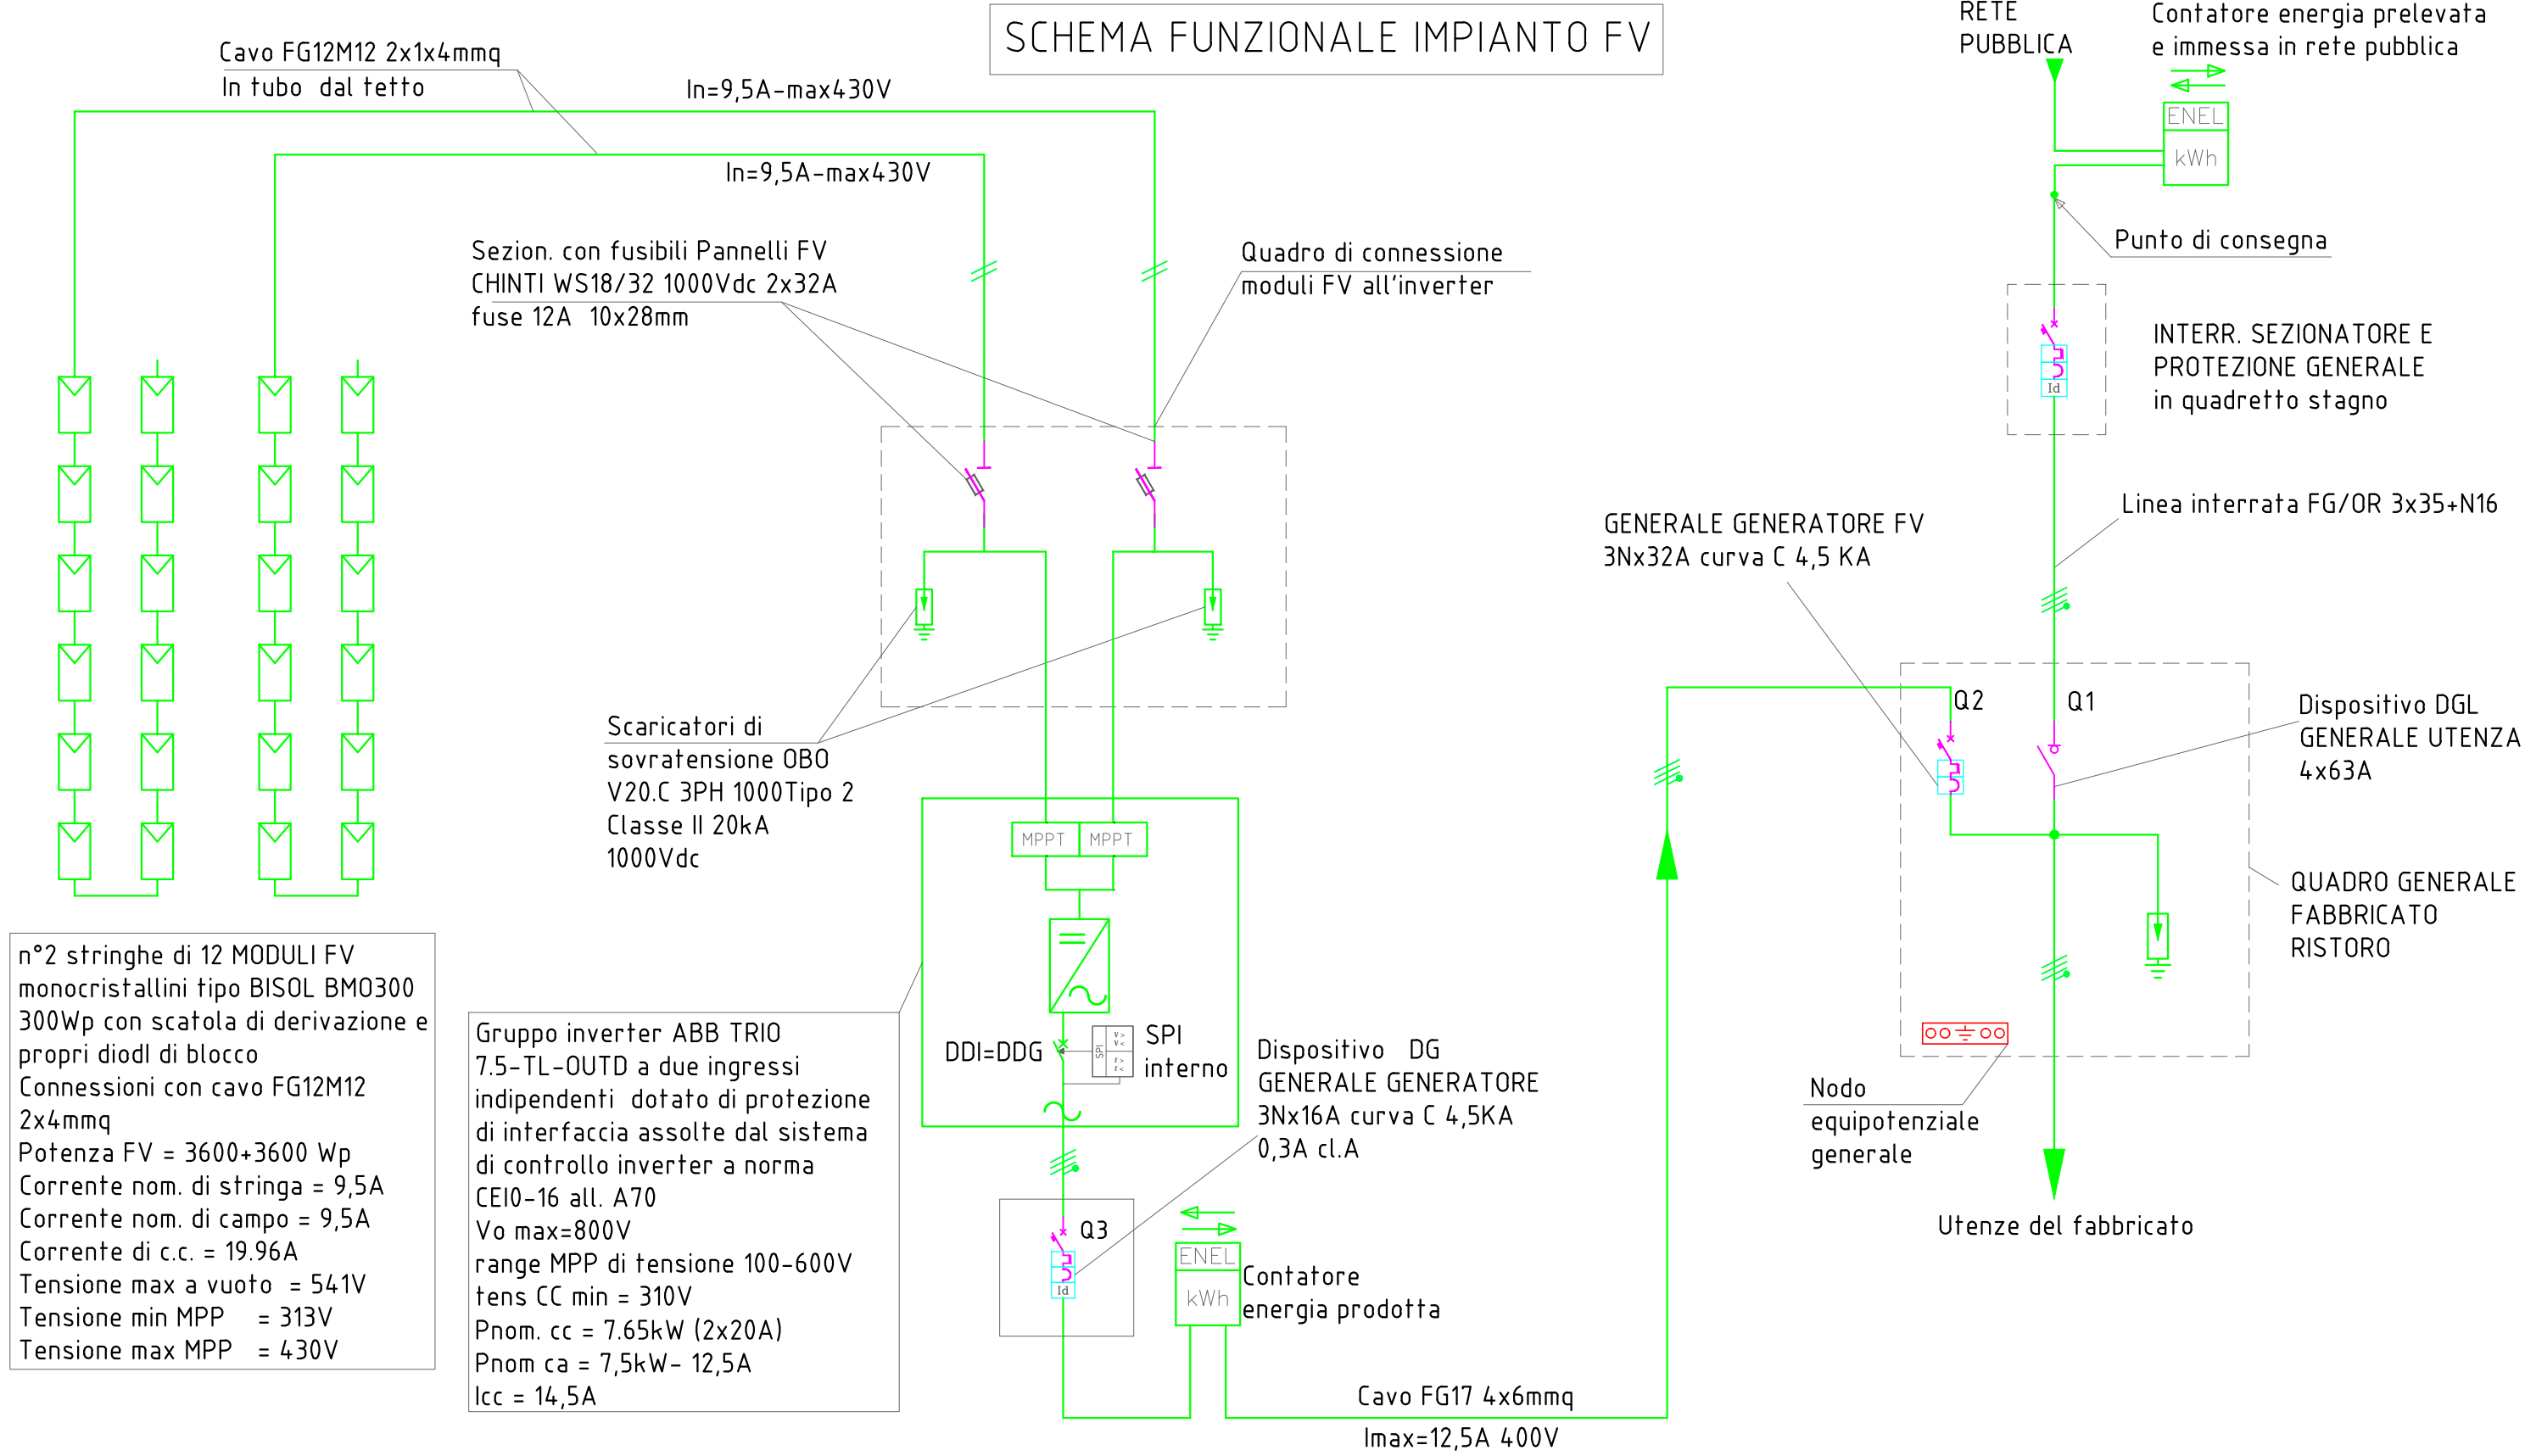 SCHEMA FUNZIONALE IMPIANTO FV
Cavo FG12M12 2x1x4mmq
In tubo dal tetto
In=9,5A-max430V
In=9,5A-max430V
Sezion. con fusibili Pannelli FV
CHINTI WS18/32 1000Vdc 2x32A
fuse 12A 10x28mm
Quadro di connessione
moduli FV all'inverter
Scaricatori di
sovratensione OBO
V20.C 3PH 1000Tipo 2
Classe II 20kA
1000Vdc
MPPT
MPPT
n°2 stringhe di 12 MODULI FV
monocristallini tipo BISOL BMO300
300Wp con scatola di derivazione e
propri diodI di blocco
Connessioni con cavo FG12M12
2x4mmq
Potenza FV = 3600+3600 Wp
Corrente nom. di stringa = 9,5A
Corrente nom. di campo = 9,5A
Corrente di c.c. = 19.96A
Tensione max a vuoto = 541V
Tensione min MPP = 313V
Tensione max MPP = 430V
Gruppo inverter ABB TRIO
7.5-TL-OUTD a due ingressi
indipendenti dotato di protezione
di interfaccia assolte dal sistema
di controllo inverter a norma
CEI0-16 all. A70
Vo max=800V
range MPP di tensione 100-600V
tens CC min = 310V
Pnom. cc = 7.65kW (2x20A)
Pnom ca = 7,5kW- 12,5A
Icc = 14,5A
DDI=DDG
SPI
V >
V <
f >
f <
SPI
interno
Dispositivo DG
GENERALE GENERATORE
3Nx16A curva C 4,5KA
0,3A cl.A
Q3
Id
ENEL
kWh
Contatore
energia prodotta
Cavo FG17 4x6mmq
Imax=12,5A 400V
RETE
PUBBLICA
Contatore energia prelevata
e immessa in rete pubblica
ENEL
kWh
Punto di consegna
Id
INTERR. SEZIONATORE E
PROTEZIONE GENERALE
in quadretto stagno
Linea interrata FG/OR 3x35+N16
GENERALE GENERATORE FV
3Nx32A curva C 4,5 KA
Q2
Q1
Dispositivo DGL
GENERALE UTENZA
4x63A
QUADRO GENERALE
FABBRICATO
RISTORO
Nodo
equipotenziale
generale
Utenze del fabbricato